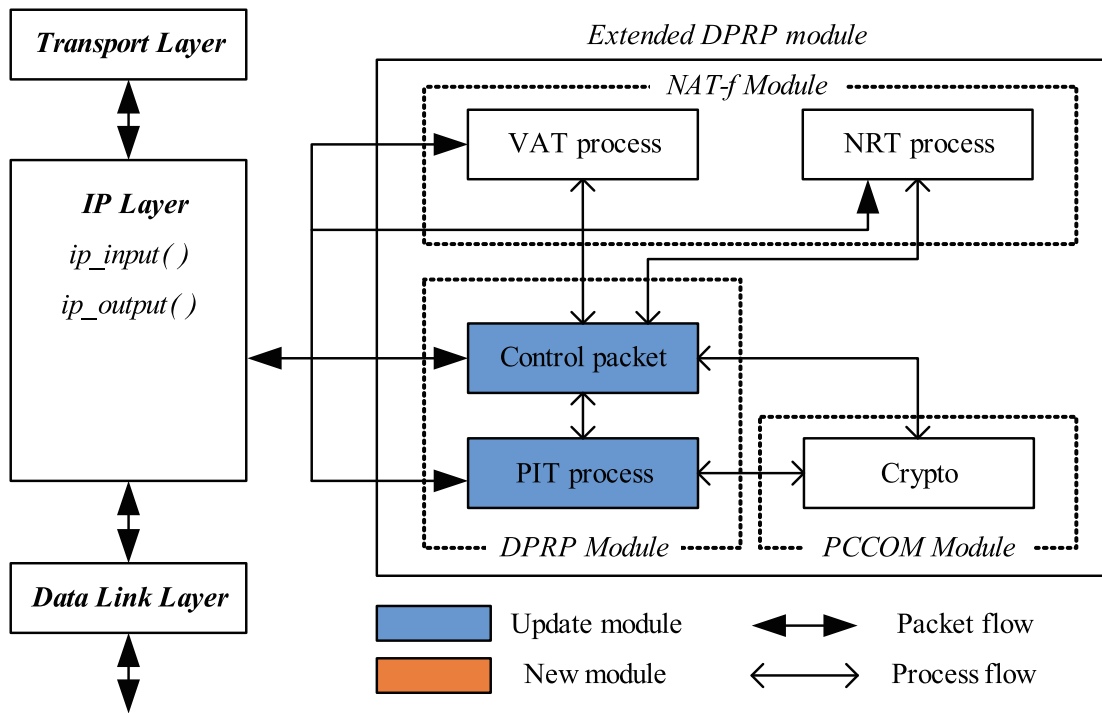 Transport Layer
IP Layer
ip_input( )
ip_output( )
Data Link Layer
Extended DPRP module
NAT-f Module
VAT process
NRT process
Control packet
PIT process
DPRP Module
Crypto
PCCOM Module
Update module
Packet flow
New module
Process flow